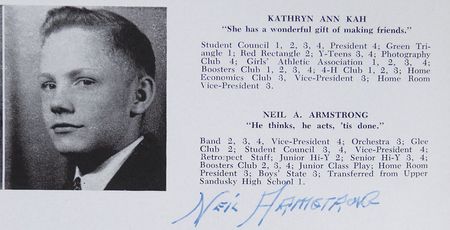 KATHRYN ANN KAH
"She has a wonderful gift of making friends."
Student Council 1, 2, 3, 4, President 4; Green Tri-
angle 1; Red Rectangle 2; Y-Teens 3, 4; Photography
Club 4; Girls' Athletic Association 1, 2, 3, 4;
Boosters Club 1, 2, 3, 4; 4-H Club 1, 2, 3; Home
Economics Club 3, Vice-President 3; Home Room
Vice-President 3.
NEIL A. ARMSTRONG
"He thinks, he acts, 'tis done."
Band 2, 3, 4, Vice-President 4; Orchestra 3; Glee
Club 2; Student Council 3, 4, Vice-President 4;
Retrospect Staff; Junior Hi-Y 2; Senior Hi-Y 3, 4;
Boosters Club 2, 3, 4; Junior Class Play; Home Room
President 3; Boys' State 3; Transferred from Upper
Sandusky High School 1.
Neil Armstrong